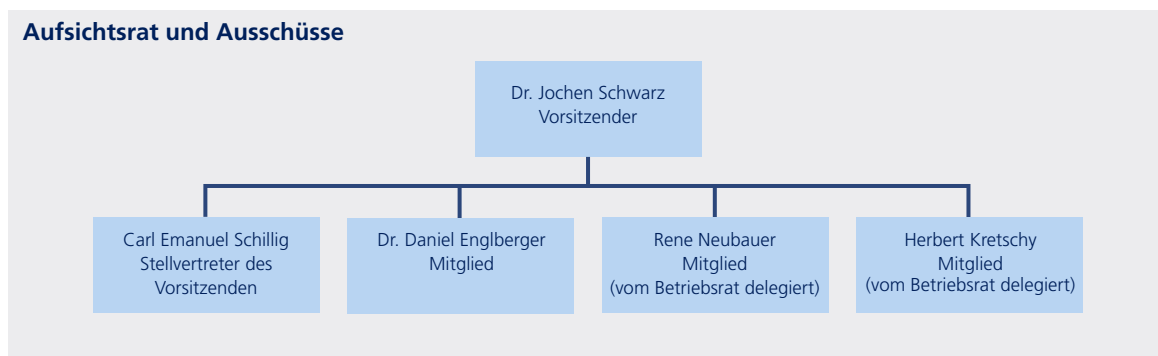 Aufsichtsrat und Ausschüsse
Dr. Jochen Schwarz
Vorsitzender
Carl Emanuel Schillig
Stellvertreter des
Vorsitzenden
Dr. Daniel Englberger
Mitglied
Rene Neubauer
Mitglied
(vom Betriebsrat delegiert)
Herbert Kretschy
Mitglied
(vom Betriebsrat delegiert)